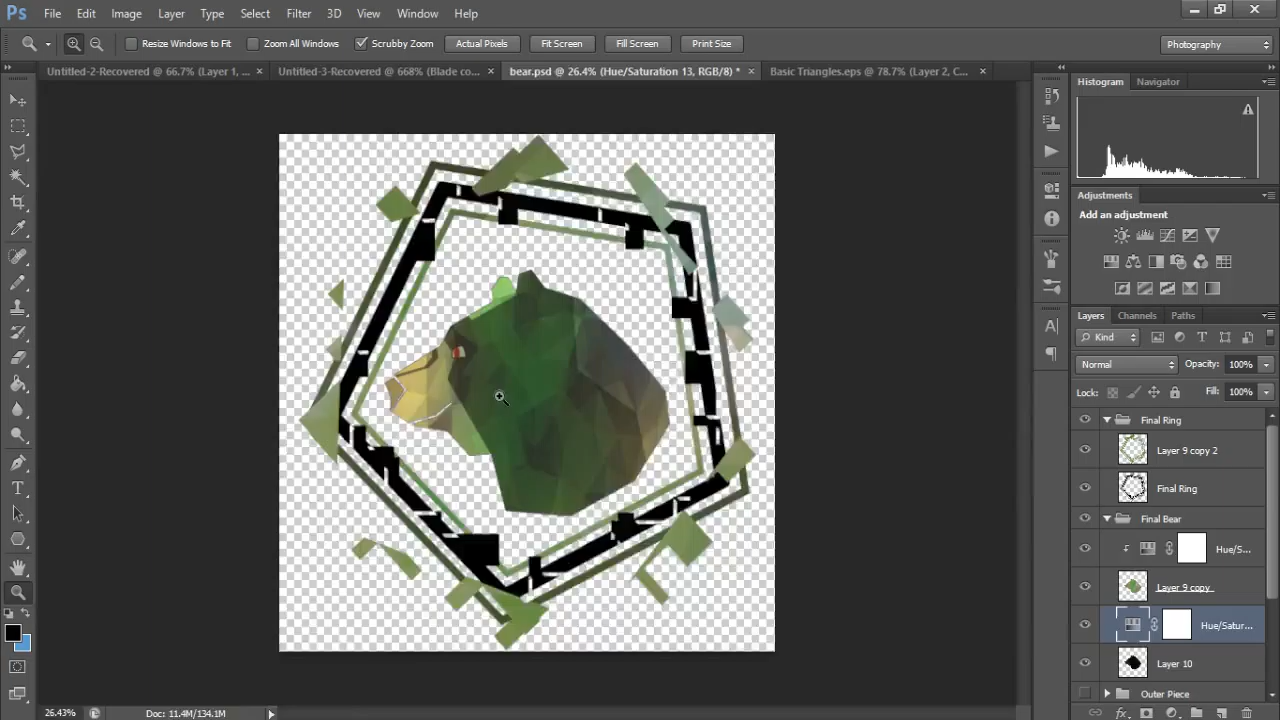 Ps File Edit Image Layer Type Select Filter 3D View Window Help
Resize Windows to Fit Zoom All Windows Scrubby Zoom Actual Pixels Fit Screen Fill Screen Print Size Photography
Untitled-2-Recovered @ 66.7% (Layer 1, ... × Untitled-3-Recovered @ 668% (Blade co... × bear.psd @ 26.4% (Hue/Saturation 13, RGB/8) * × Basic Triangles.eps @ 78.7% (Layer 2, C... ×
Histogram Navigator
Adjustments
Add an adjustment
Layers Channels Paths
Kind
Normal Opacity: 100%
Lock: Fill: 100%
Final Ring
Layer 9 copy 2
Final Ring
Final Bear
Hue/S...
Layer 9 copy
Hue/Satur...
Layer 10
Outer Piece
26.43% Doc: 11.4M/134.1M